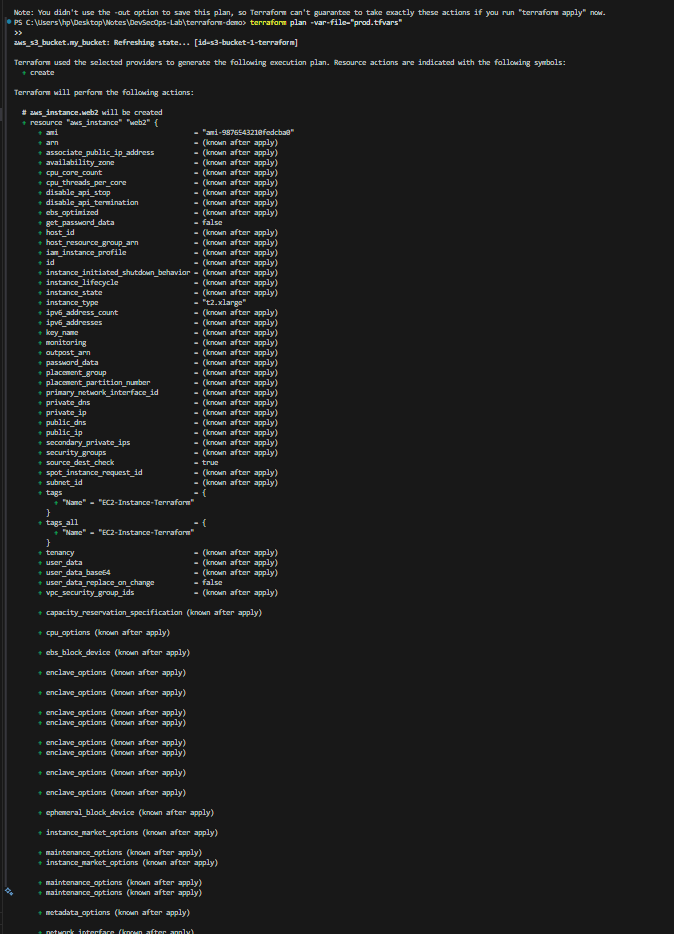 Note: You didn't use the -out option to save this plan, so Terraform can't guarantee to take exactly these actions if you run "terraform apply" now.
PS C:\Users\hp\Desktop\Notes\DevSecOps-Lab\terraform-demo> terraform plan -var-file="prod.tfvars"
>>
aws_s3_bucket.my_bucket: Refreshing state... [id=s3-bucket-1-terraform]
Terraform used the selected providers to generate the following execution plan. Resource actions are indicated with the following symbols:
+ create
Terraform will perform the following actions:
# aws_instance.web2 will be created
+ resource "aws_instance" "web2" {
+ ami = "ami-9876543210fedcba0"
+ arn = (known after apply)
+ associate_public_ip_address = (known after apply)
+ availability_zone = (known after apply)
+ cpu_core_count = (known after apply)
+ cpu_threads_per_core = (known after apply)
+ disable_api_stop = (known after apply)
+ disable_api_termination = (known after apply)
+ ebs_optimized = (known after apply)
+ get_password_data = false
+ host_id = (known after apply)
+ host_resource_group_arn = (known after apply)
+ iam_instance_profile = (known after apply)
+ id = (known after apply)
+ instance_initiated_shutdown_behavior = (known after apply)
+ instance_lifecycle = (known after apply)
+ instance_state = (known after apply)
+ instance_type = "t2.xlarge"
+ ipv6_address_count = (known after apply)
+ ipv6_addresses = (known after apply)
+ key_name = (known after apply)
+ monitoring = (known after apply)
+ outpost_arn = (known after apply)
+ password_data = (known after apply)
+ placement_group = (known after apply)
+ placement_partition_number = (known after apply)
+ primary_network_interface_id = (known after apply)
+ private_dns = (known after apply)
+ private_ip = (known after apply)
+ public_dns = (known after apply)
+ public_ip = (known after apply)
+ secondary_private_ips = (known after apply)
+ security_groups = (known after apply)
+ source_dest_check = true
+ spot_instance_request_id = (known after apply)
+ subnet_id = (known after apply)
+ tags = {
+ "Name" = "EC2-Instance-Terraform"
}
+ tags_all = {
+ "Name" = "EC2-Instance-Terraform"
}
+ tenancy = (known after apply)
+ user_data = (known after apply)
+ user_data_base64 = (known after apply)
+ user_data_replace_on_change = false
+ vpc_security_group_ids = (known after apply)
+ capacity_reservation_specification (known after apply)
+ cpu_options (known after apply)
+ ebs_block_device (known after apply)
+ enclave_options (known after apply)
+ enclave_options (known after apply)
+ enclave_options (known after apply)
+ enclave_options (known after apply)
+ enclave_options (known after apply)
+ enclave_options (known after apply)
+ enclave_options (known after apply)
+ enclave_options (known after apply)
+ ephemeral_block_device (known after apply)
+ instance_market_options (known after apply)
+ maintenance_options (known after apply)
+ instance_market_options (known after apply)
+ maintenance_options (known after apply)
+ maintenance_options (known after apply)
+ metadata_options (known after apply)
+ network_interface (known after apply)